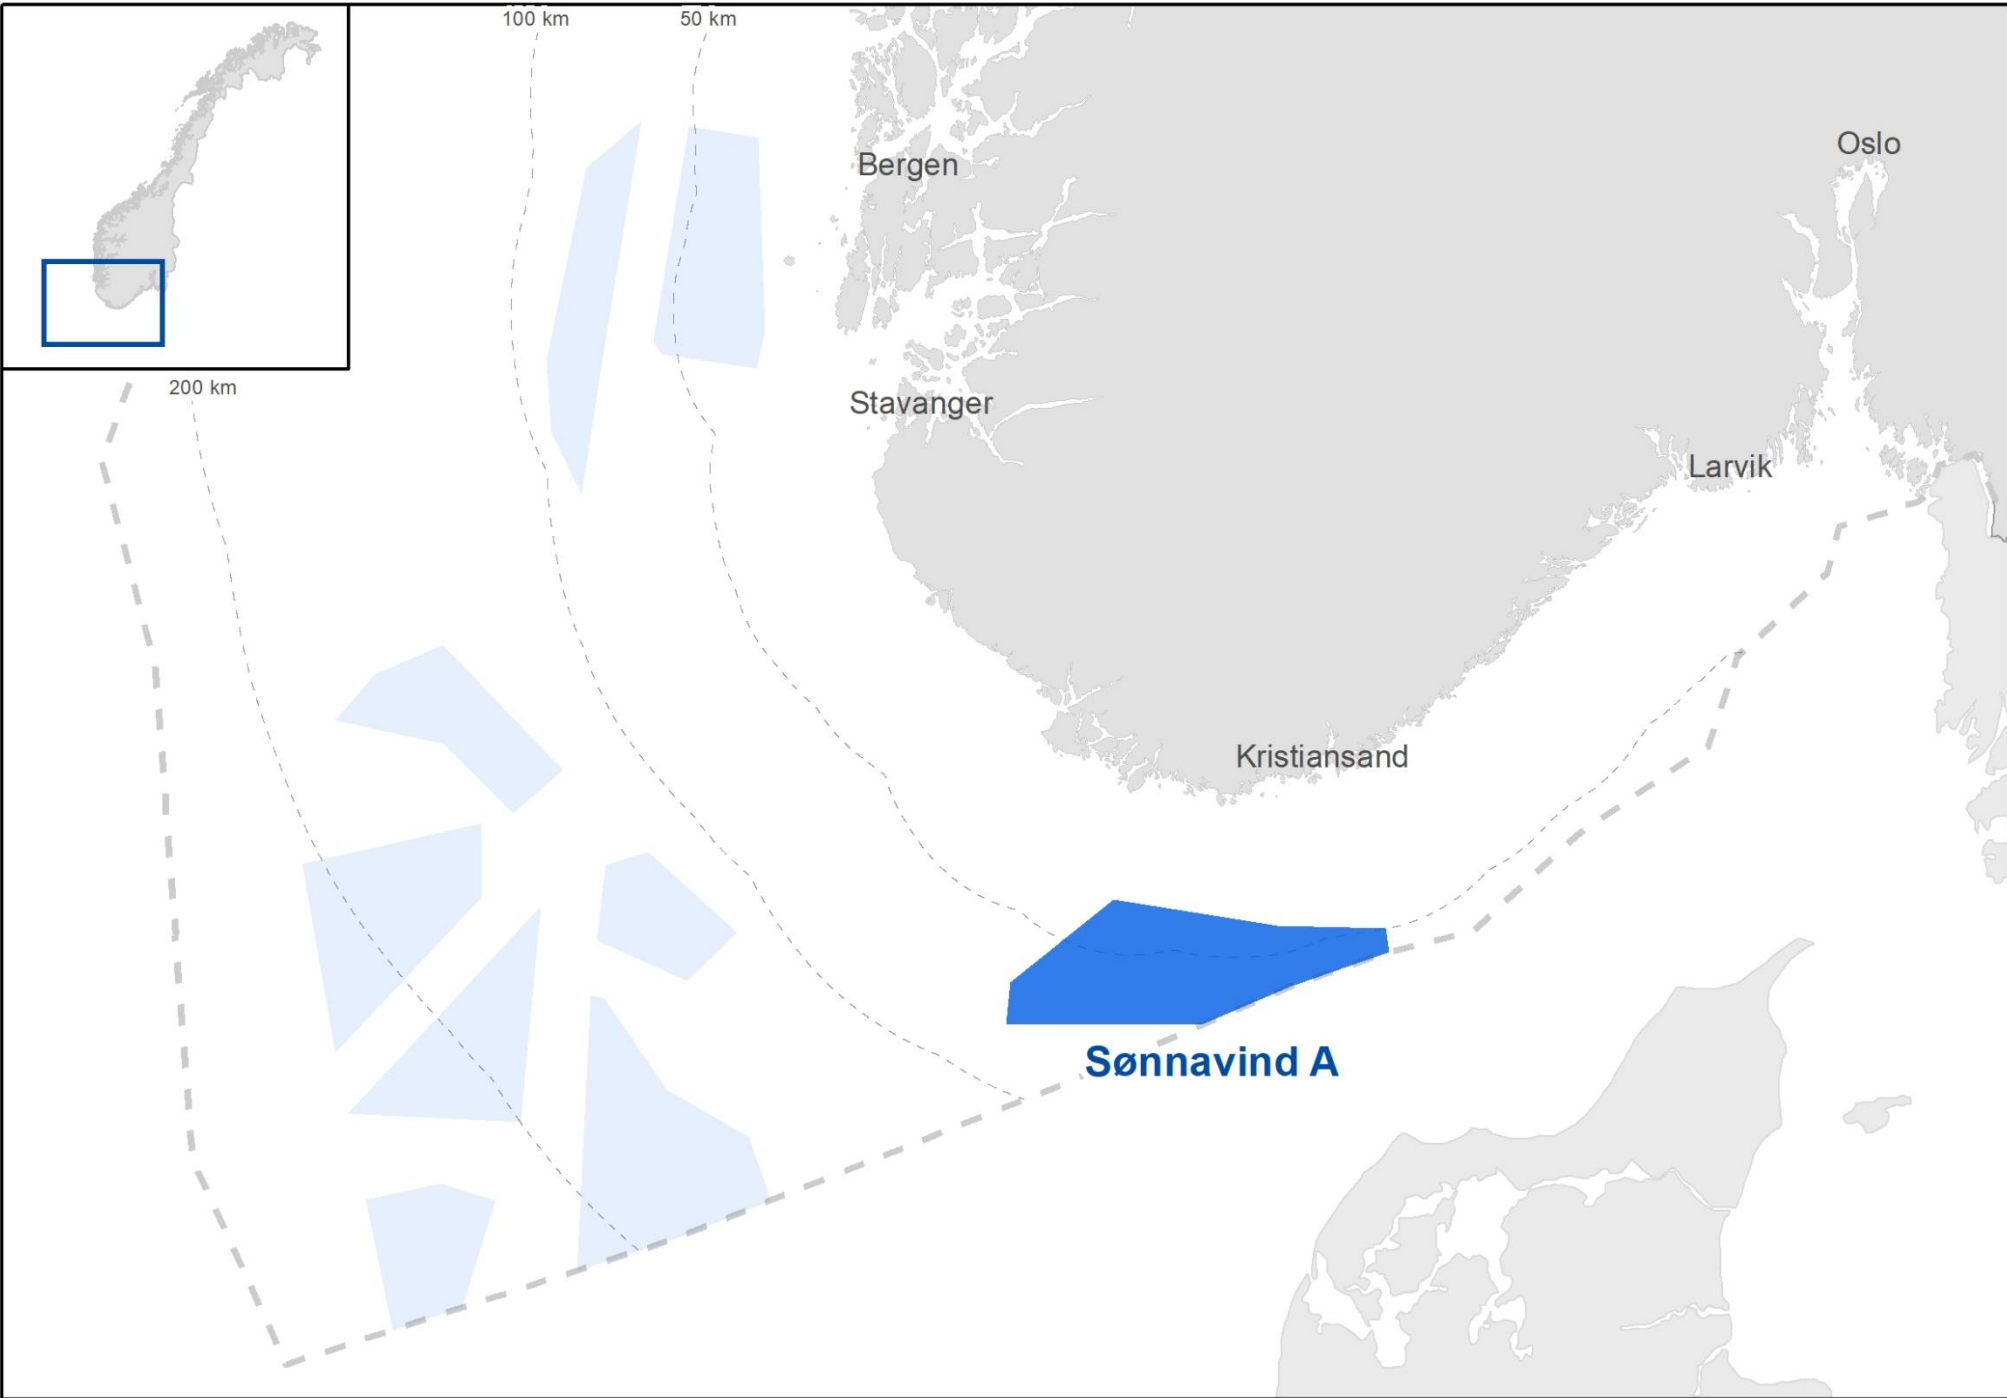 100 km
50 km
Oslo
Bergen
200 km
Stavanger
Larvik
Kristiansand
Sønnavind A